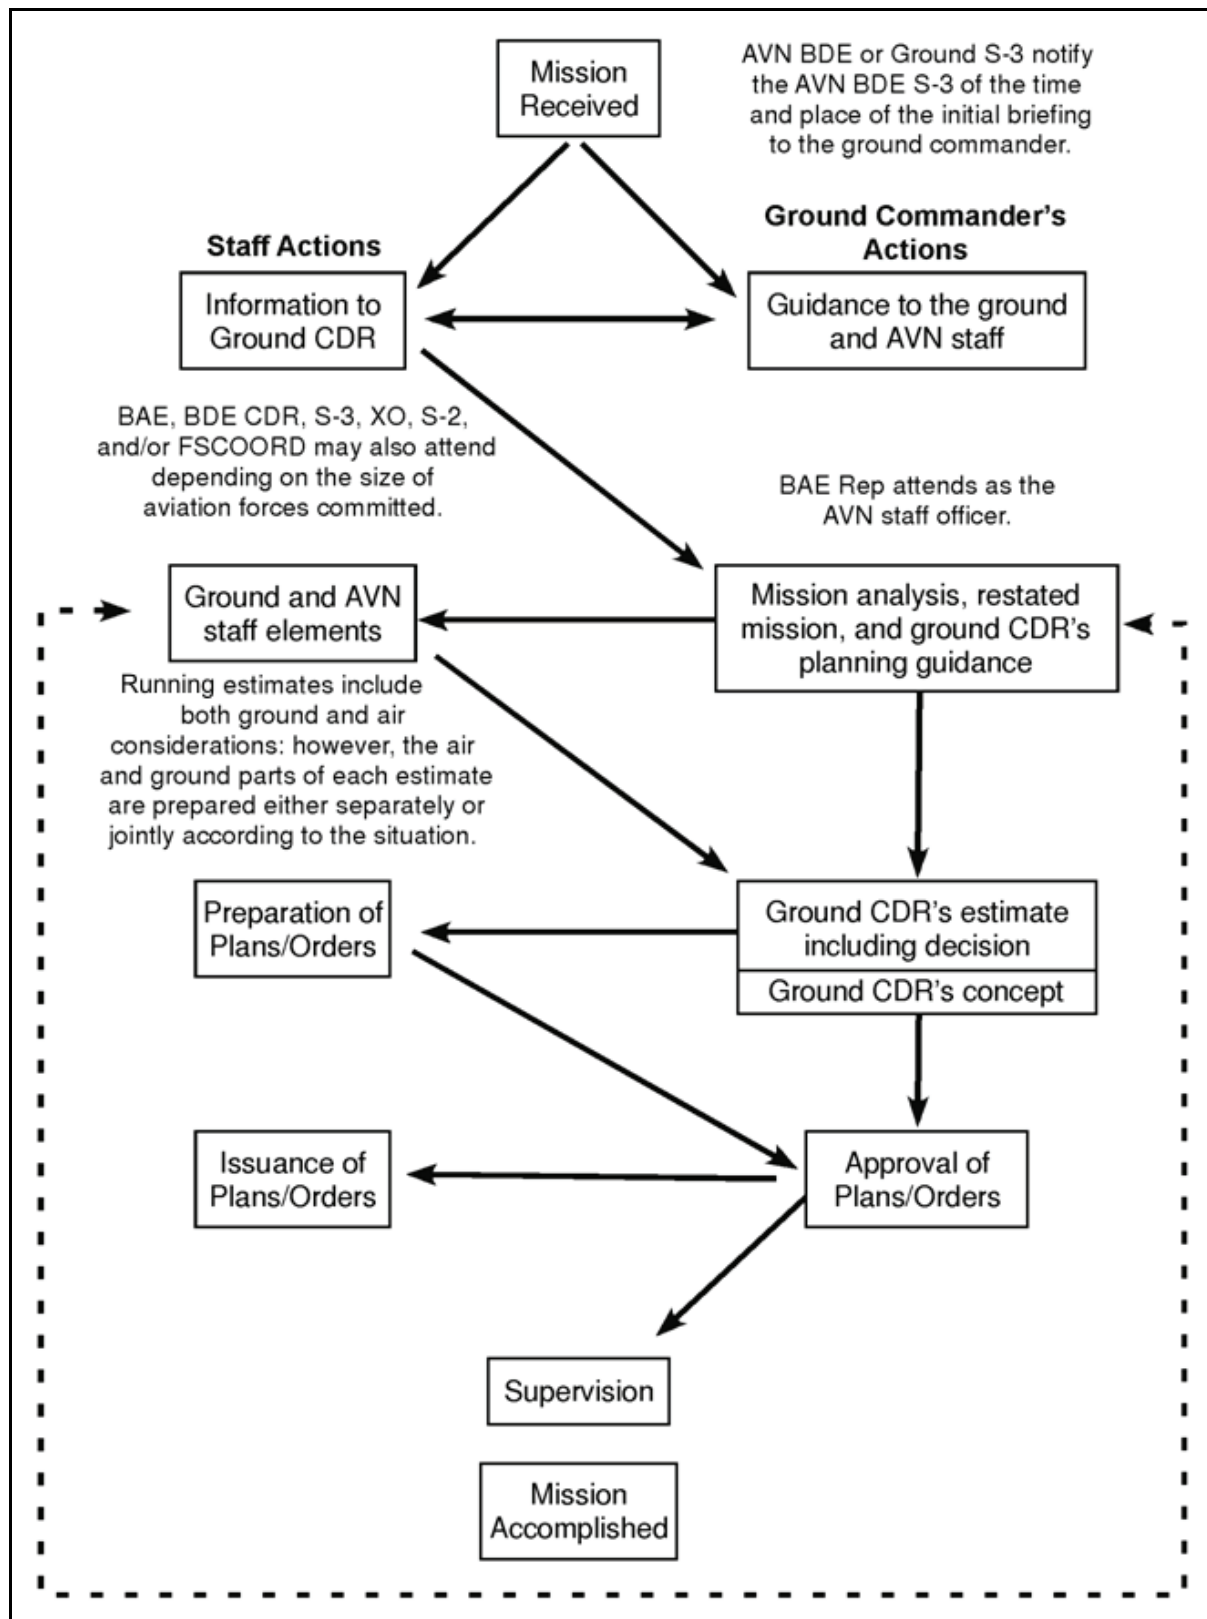 Mission
Received
AVN BDE or Ground S-3 notify
the AVN BDE S-3 of the time
and place of the initial briefing
to the ground commander.
Staff Actions
Ground Commander's
Actions
Information to
Ground CDR
Guidance to the ground
and AVN staff
BAE, BDE CDR, S-3, XO, S-2,
and/or FSCOORD may also attend
depending on the size of
aviation forces committed.
BAE Rep attends as the
AVN staff officer.
Ground and AVN
staff elements
Mission analysis, restated
mission, and ground CDR's
planning guidance
Running estimates include
both ground and air
considerations: however, the air
and ground parts of each estimate
are prepared either separately or
jointly according to the situation.
Preparation of
Plans/Orders
Ground CDR's estimate
including decision
Ground CDR's concept
Issuance of
Plans/Orders
Approval of
Plans/Orders
Supervision
Mission
Accomplished